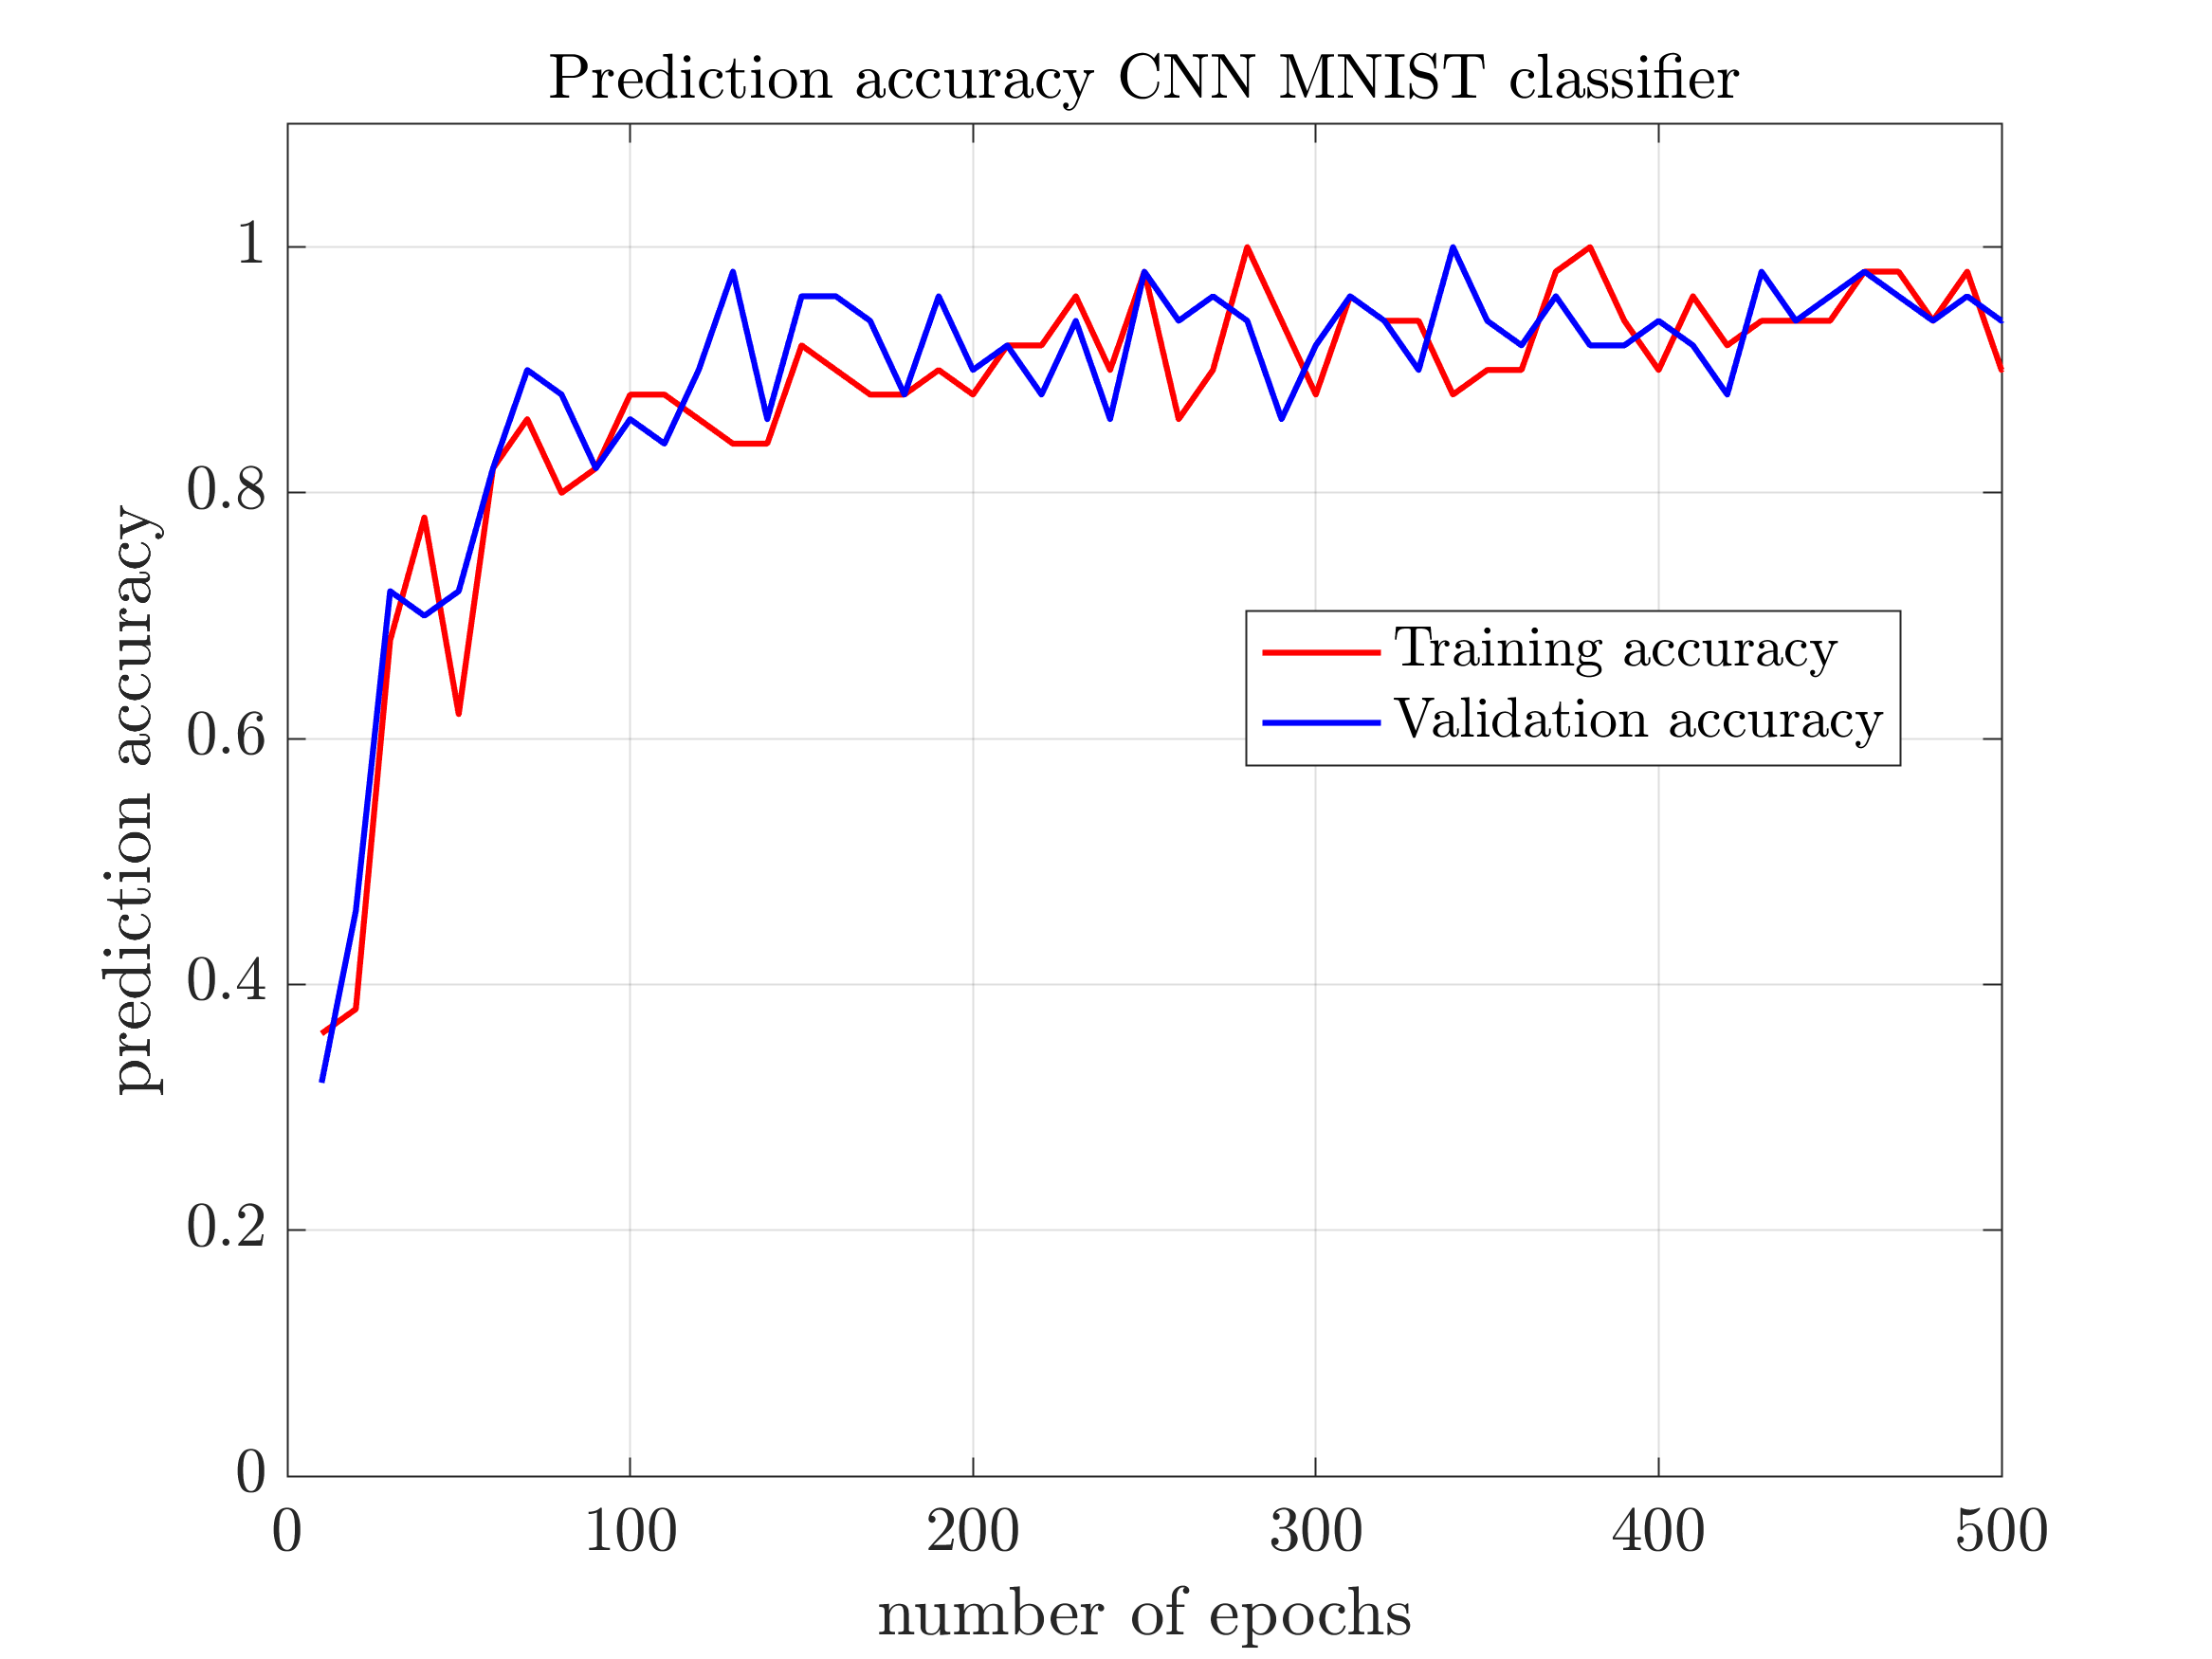 Prediction accuracy CNN MNIST classifier
1
0.8
0.6
0.4
0.2
0
prediction accuracy
Training accuracy
Validation accuracy
0 100 200 300 400 500
number of epochs